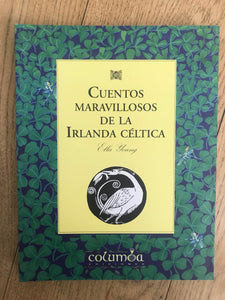 CUENTOS
MARAVILLOSOS
DE LA
IRLANDA CÉLTICA
Ella Young
columba